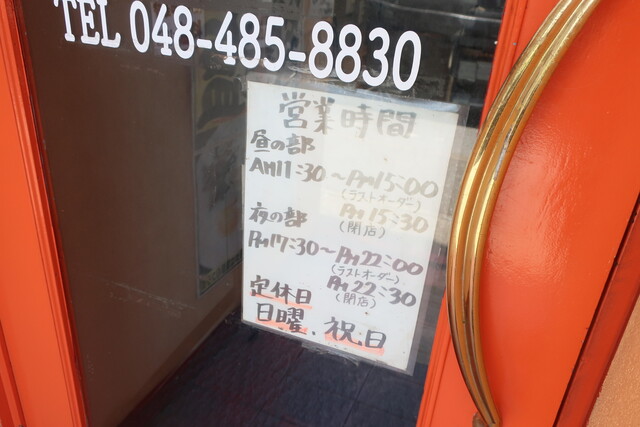 TEL 048-485-8830
営業時間
昼の部
AM11:30～PM15:00
(ラストオーダー)
PM15:30
(閉店)
夜の部
PM17:30～PM22:00
(ラストオーダー)
PM22:30
(閉店)
定休日
日曜.祝日